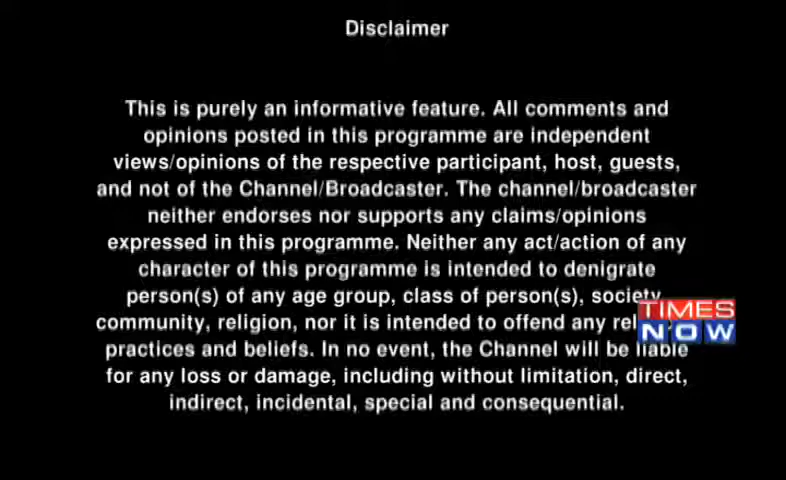 Disclaimer
This is purely an informative feature. All comments and
opinions posted in this programme are independent
views/opinions of the respective participant, host, guests,
and not of the Channel/Broadcaster. The channel/broadcaster
neither endorses nor supports any claims/opinions
expressed in this programme. Neither any act/action of any
character of this programme is intended to denigrate
person(s) of any age group, class of person(s), society,
community, religion, nor it is intended to offend any
practices and beliefs. In no event, the Channel will be liable
for any loss or damage, including without limitation, direct,
indirect, incidental, special and consequential.
TIMES
NOW